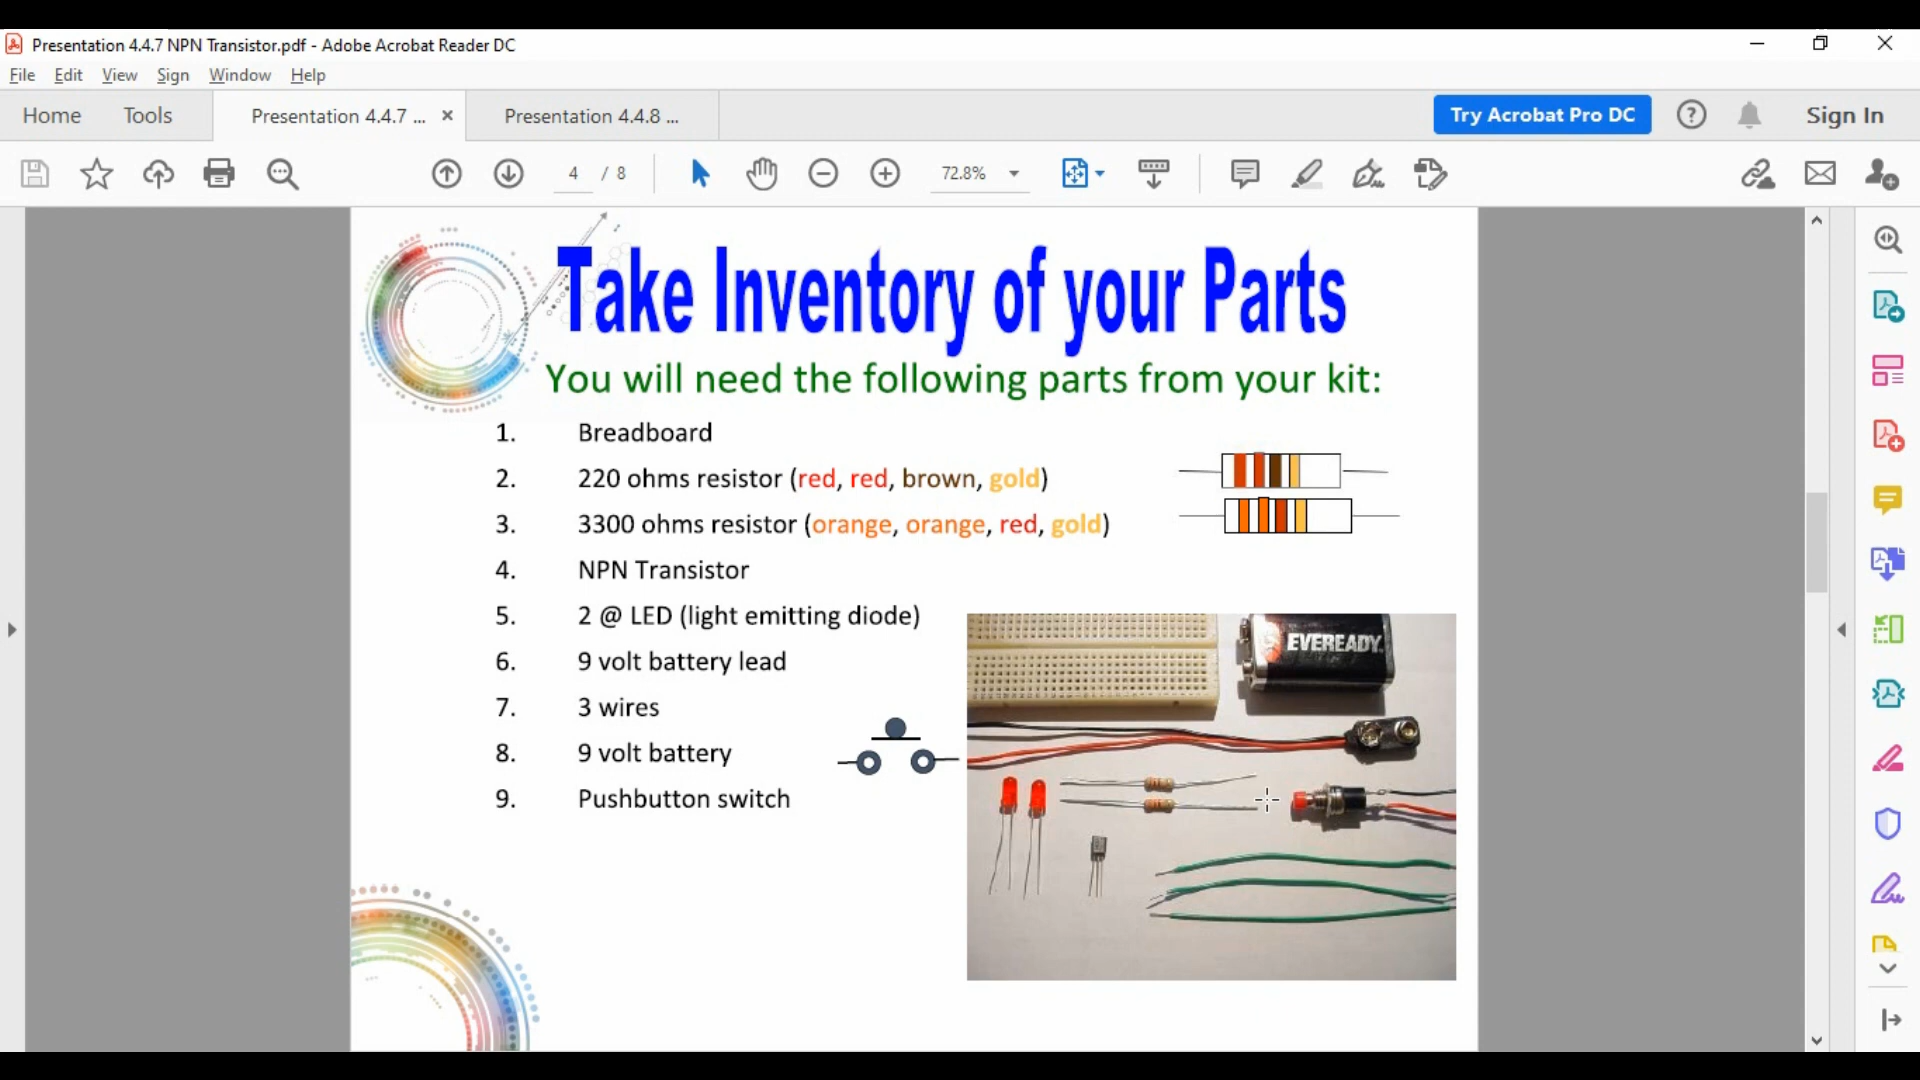 Presentation 4.4.7 NPN Transistor.pdf - Adobe Acrobat Reader DC
File Edit View Sign Window Help
Home Tools Presentation 4.4.7 ... × Presentation 4.4.8 ... Try Acrobat Pro DC Sign In
4 / 8 72.8%
Take Inventory of your Parts
You will need the following parts from your kit:
1. Breadboard
2. 220 ohms resistor (red, red, brown, gold)
3. 3300 ohms resistor (orange, orange, red, gold)
4. NPN Transistor
5. 2 @ LED (light emitting diode)
6. 9 volt battery lead
7. 3 wires
8. 9 volt battery
9. Pushbutton switch
EVEREADY